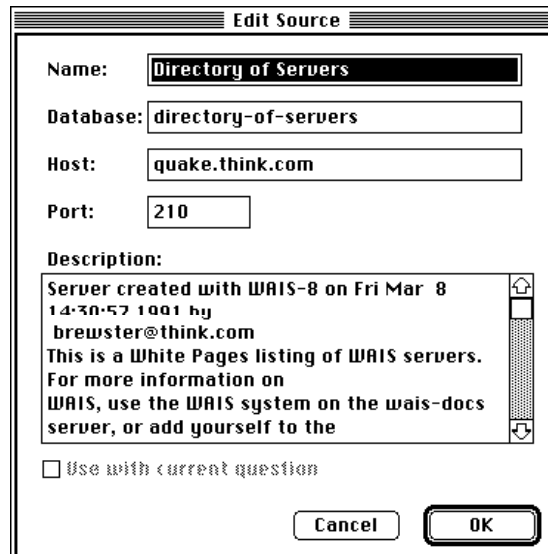 Edit Source
Name: Directory of Servers
Database: directory-of-servers
Host: quake.think.com
Port: 210
Description:
Server created with WAIS-8 on Fri Mar 8
14:30:57 1991 by
brewster@think.com
This is a White Pages listing of WAIS servers.
For more information on
WAIS, use the WAIS system on the wais-docs
server, or add yourself to the
Use with current question
Cancel OK